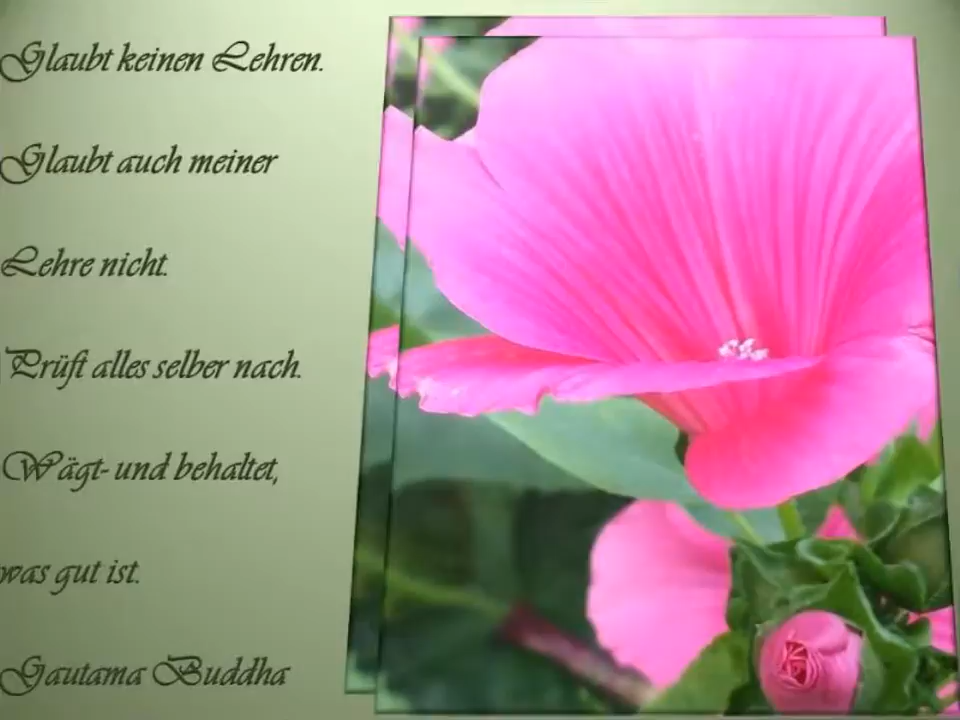 Glaubt keinen Lehren.
Glaubt auch meiner
Lehre nicht.
Prüft alles selber nach.
Wägt- und behaltet,
was gut ist.
Gautama Buddha